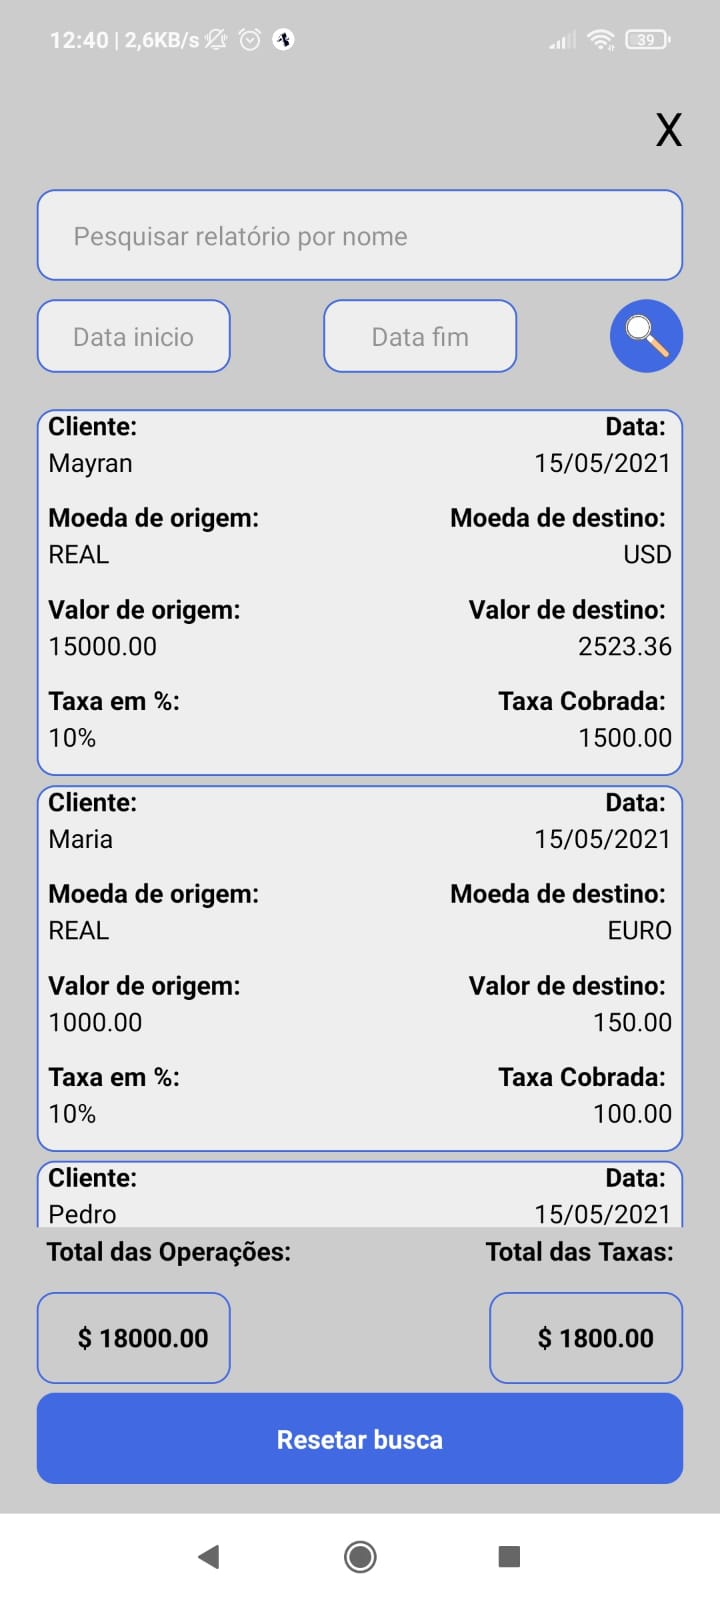 12:40 | 2,6KB/s 39
X
Pesquisar relatório por nome
Data inicio Data fim
Cliente: Data:
Mayran 15/05/2021
Moeda de origem: Moeda de destino:
REAL USD
Valor de origem: Valor de destino:
15000.00 2523.36
Taxa em %: Taxa Cobrada:
10% 1500.00
Cliente: Data:
Maria 15/05/2021
Moeda de origem: Moeda de destino:
REAL EURO
Valor de origem: Valor de destino:
1000.00 150.00
Taxa em %: Taxa Cobrada:
10% 100.00
Cliente: Data:
Pedro 15/05/2021
Total das Operações: Total das Taxas:
$ 18000.00 $ 1800.00
Resetar busca